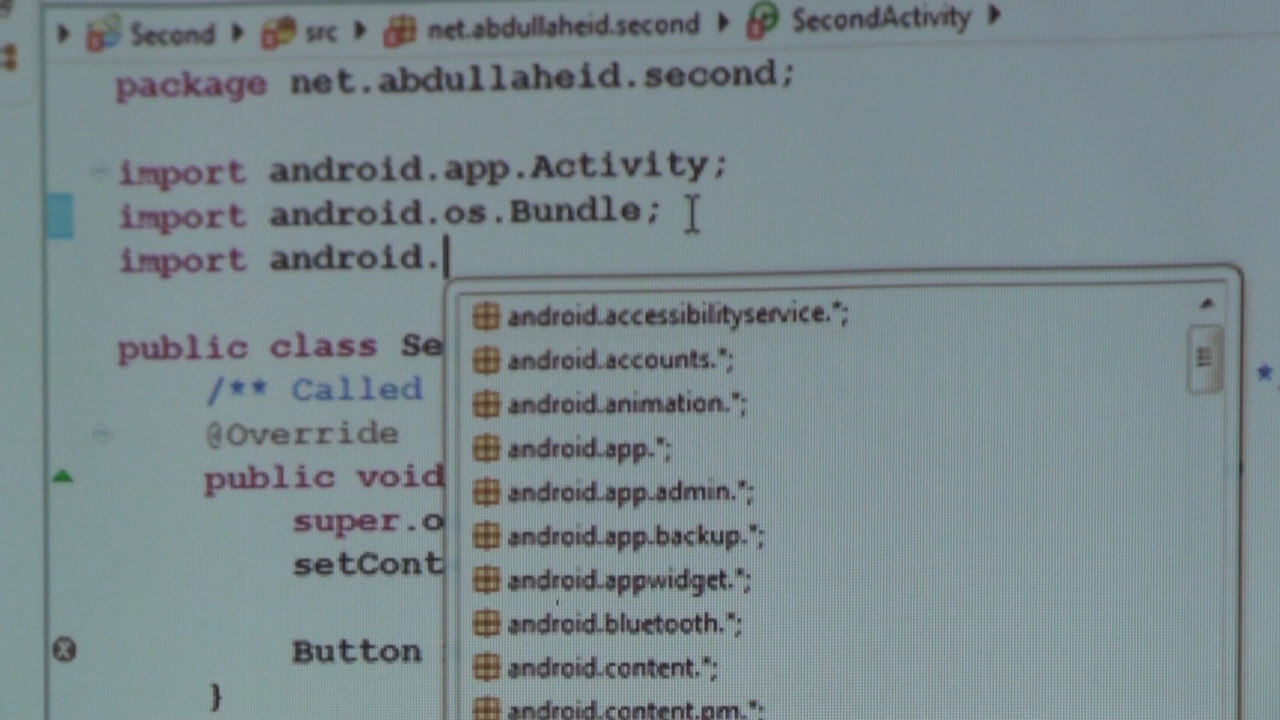 Second src net.abdullaheid.second SecondActivity
package net.abdullaheid.second;
import android.app.Activity;
import android.os.Bundle;
import android.
android.accessibilityservice.*;
android.accounts.*;
android.animation.*;
android.app.*;
android.app.admin.*;
android.app.backup.*;
android.appwidget.*;
android.bluetooth.*;
android.content.*;
android.content.pm.*;
public class Se
/** Called
@Override
public void
super.o
setCont
Button
}